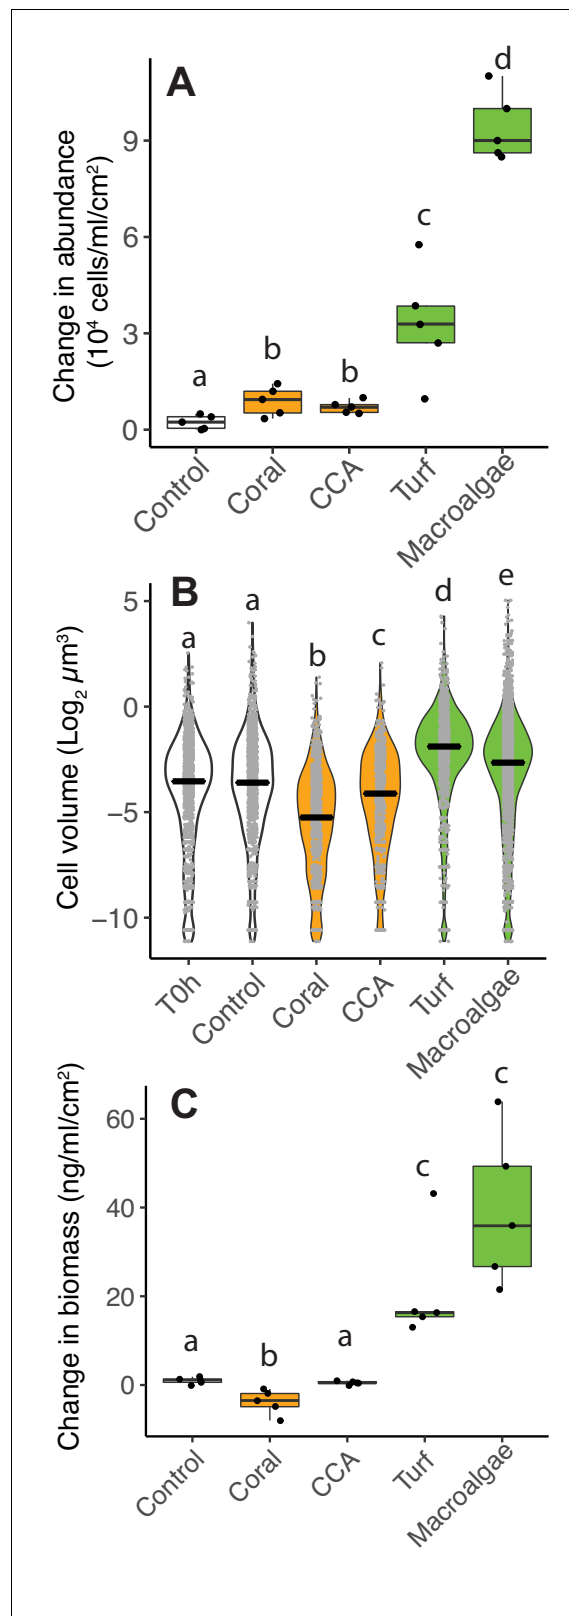 A
Change in abundance
(10⁴ cells/ml/cm²)
9
6
3
0
a
b
b
c
d
Control
Coral
CCA
Turf
Macroalgae
B
Cell volume (Log₂ µm³)
5
0
−5
−10
a
a
b
c
d
e
T0h
Control
Coral
CCA
Turf
Macroalgae
C
Change in biomass (ng/ml/cm²)
60
40
20
0
a
b
a
c
c
Control
Coral
CCA
Turf
Macroalgae